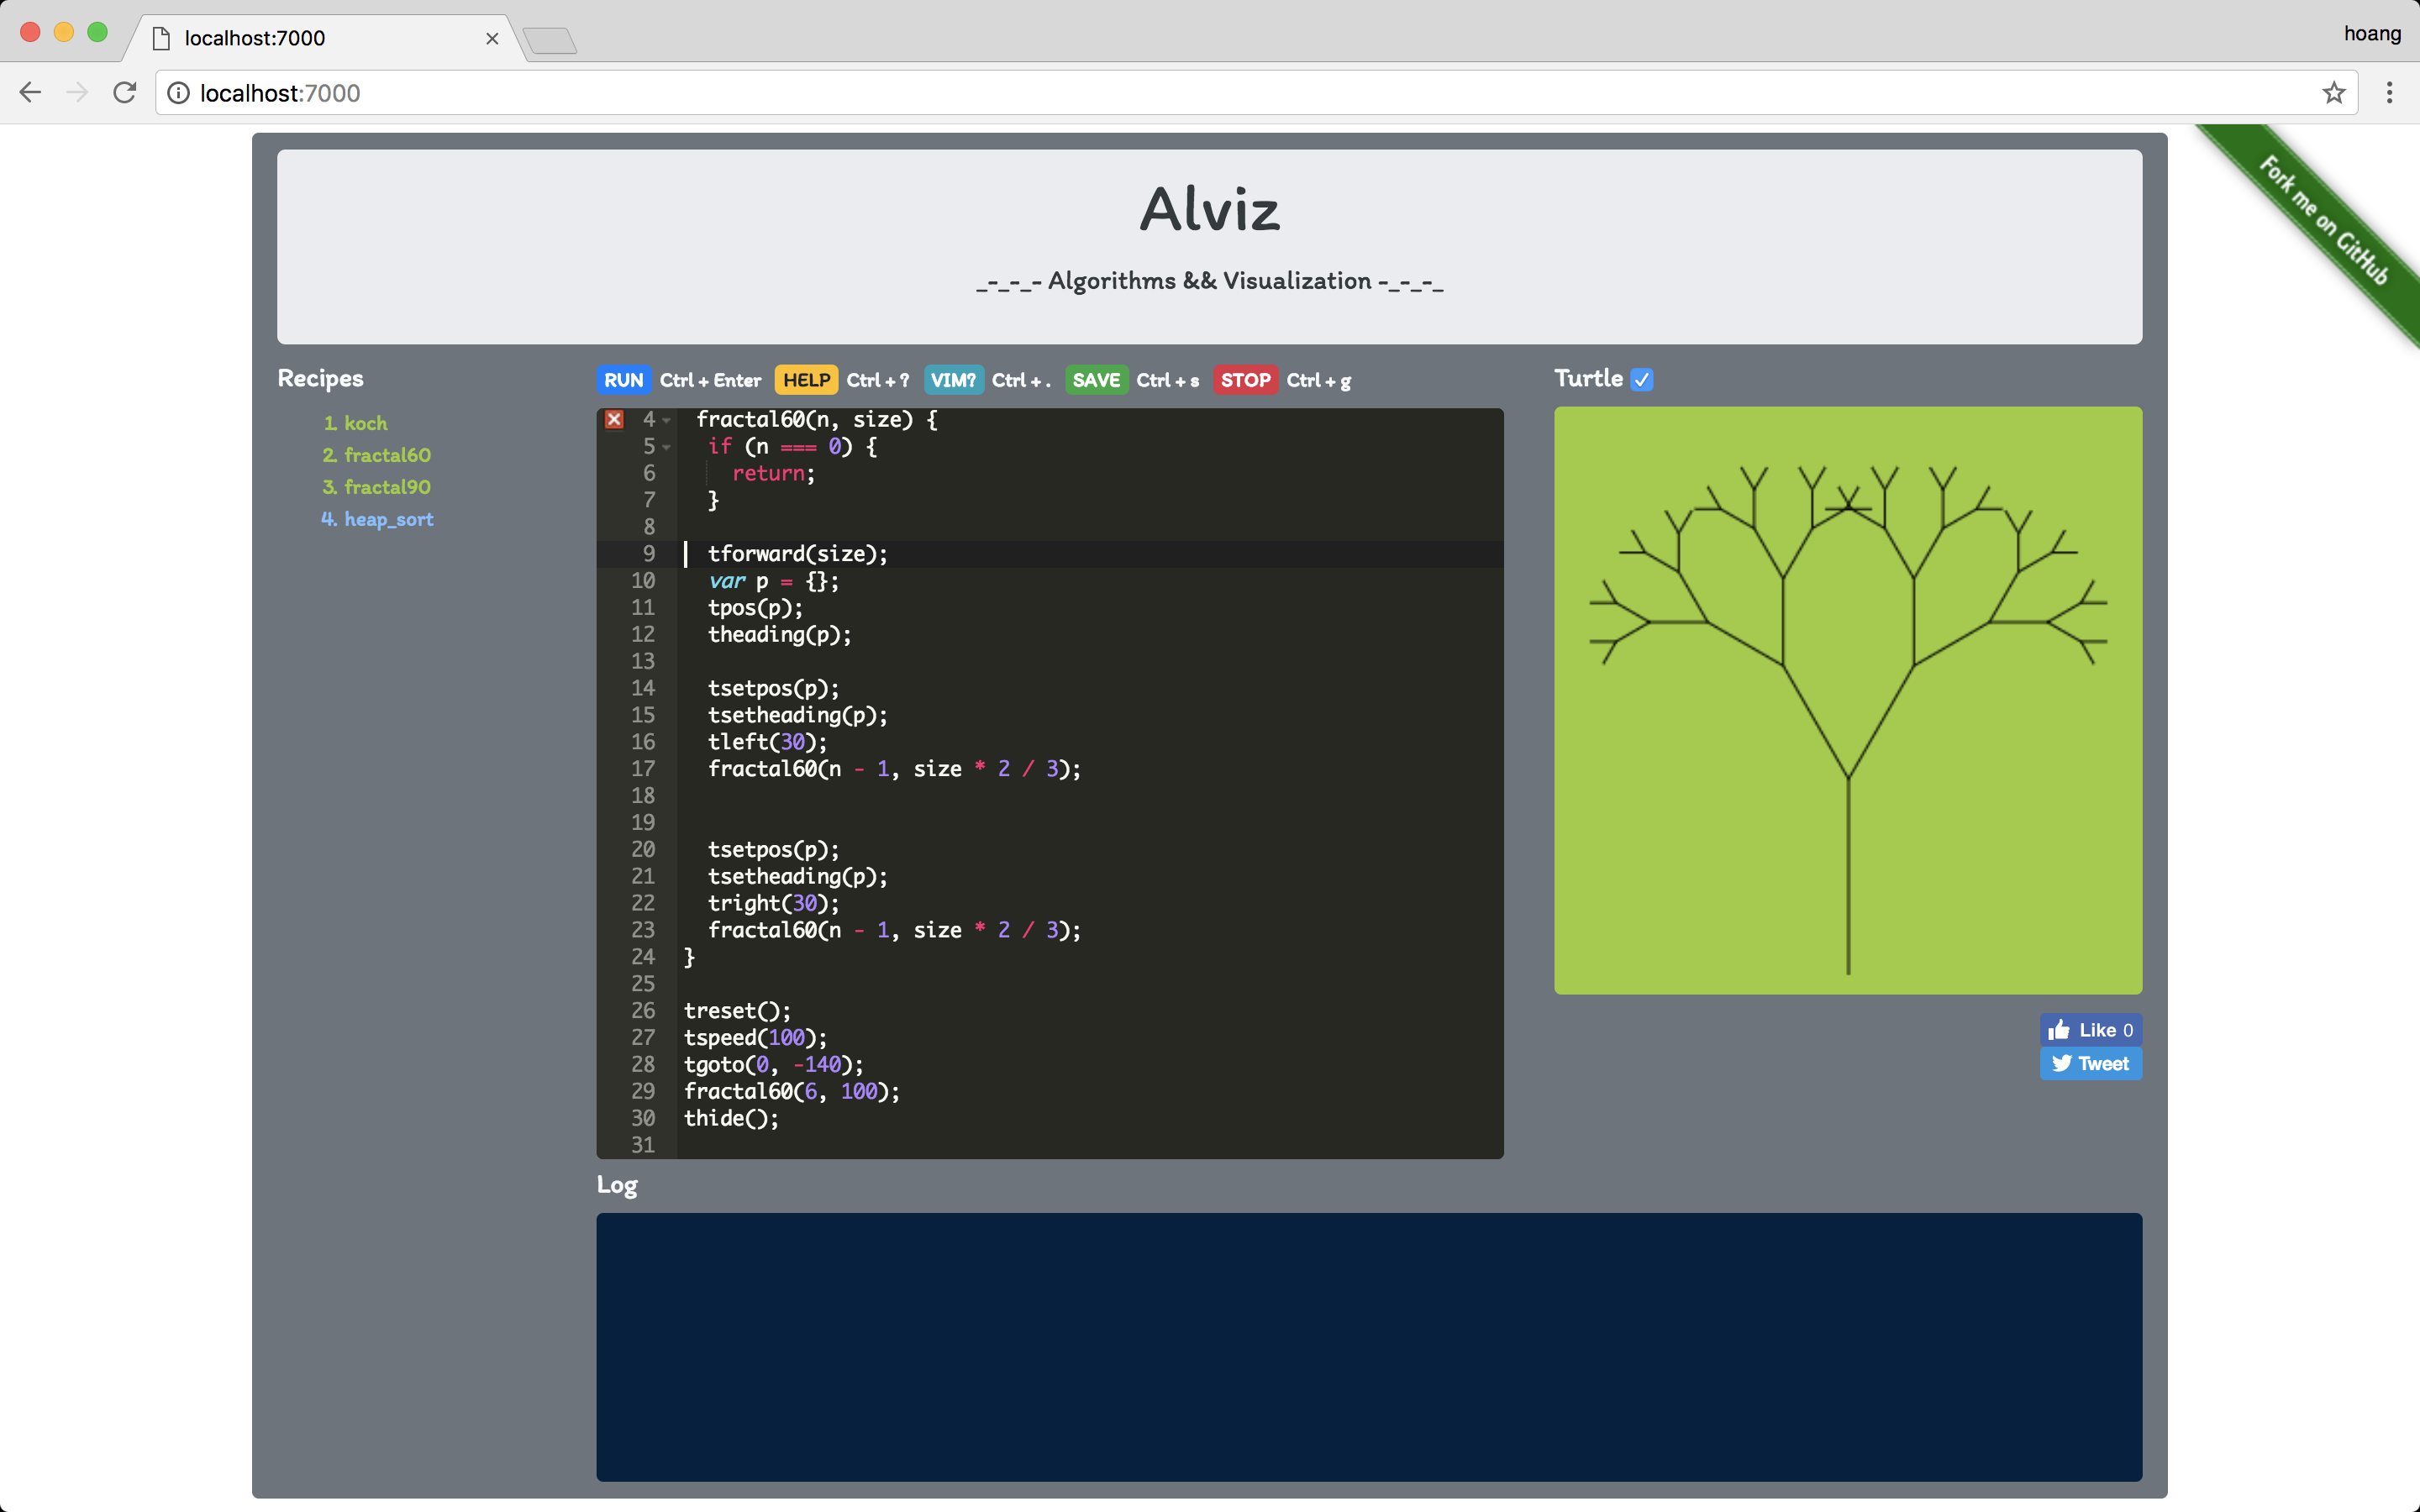 localhost:7000
hoang
localhost:7000
Fork me on GitHub
Alviz
_-_-_- Algorithms && Visualization -_-_-_
Recipes
1. koch
2. fractal60
3. fractal90
4. heap_sort
RUN Ctrl + Enter HELP Ctrl + ? VIM? Ctrl + . SAVE Ctrl + s STOP Ctrl + g
4 fractal60(n, size) {
5 if (n === 0) {
6 return;
7 }
8
9 tforward(size);
10 var p = {};
11 tpos(p);
12 theading(p);
13
14 tsetpos(p);
15 tsetheading(p);
16 tleft(30);
17 fractal60(n - 1, size * 2 / 3);
18
19
20 tsetpos(p);
21 tsetheading(p);
22 tright(30);
23 fractal60(n - 1, size * 2 / 3);
24 }
25
26 treset();
27 tspeed(100);
28 tgoto(0, -140);
29 fractal60(6, 100);
30 thide();
31
Turtle
Like 0
Tweet
Log